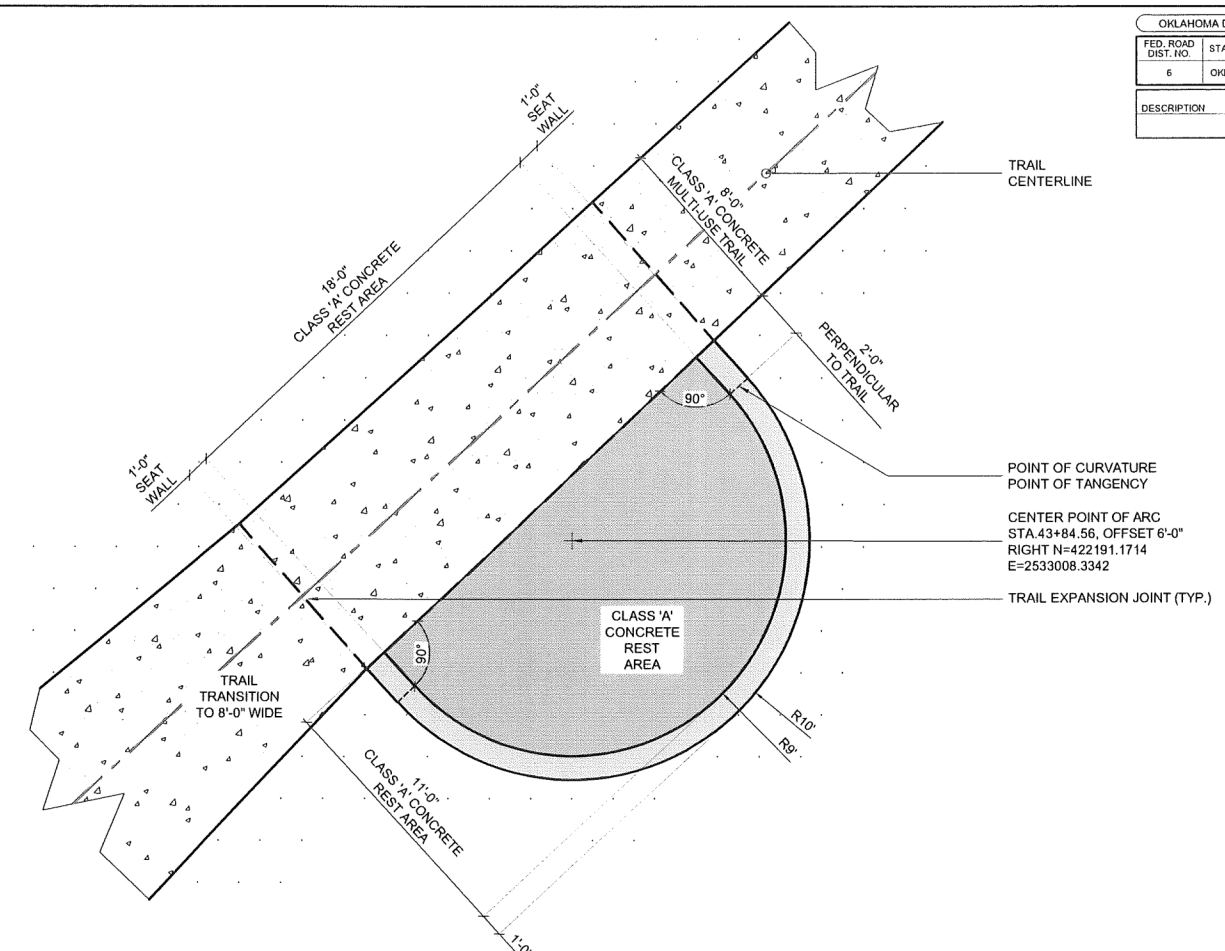 OKLAHOMA D
FED. ROAD
DIST. NO.
STA
6
OKL
DESCRIPTION
1'-0"
SEAT
WALL
18'-0"
CLASS 'A' CONCRETE
REST AREA
1'-0"
SEAT
WALL
8'-0"
CLASS 'A' CONCRETE
MULTI-USE TRAIL
TRAIL
CENTERLINE
2'-0"
PERPENDICULAR
TO TRAIL
90°
POINT OF CURVATURE
POINT OF TANGENCY
CENTER POINT OF ARC
STA.43+84.56, OFFSET 6'-0"
RIGHT N=422191.1714
E=2533008.3342
TRAIL EXPANSION JOINT (TYP.)
CLASS 'A'
CONCRETE
REST
AREA
90°
TRAIL
TRANSITION
TO 8'-0" WIDE
R10'
R9'
11'-0"
CLASS 'A' CONCRETE
REST AREA
1'-0"